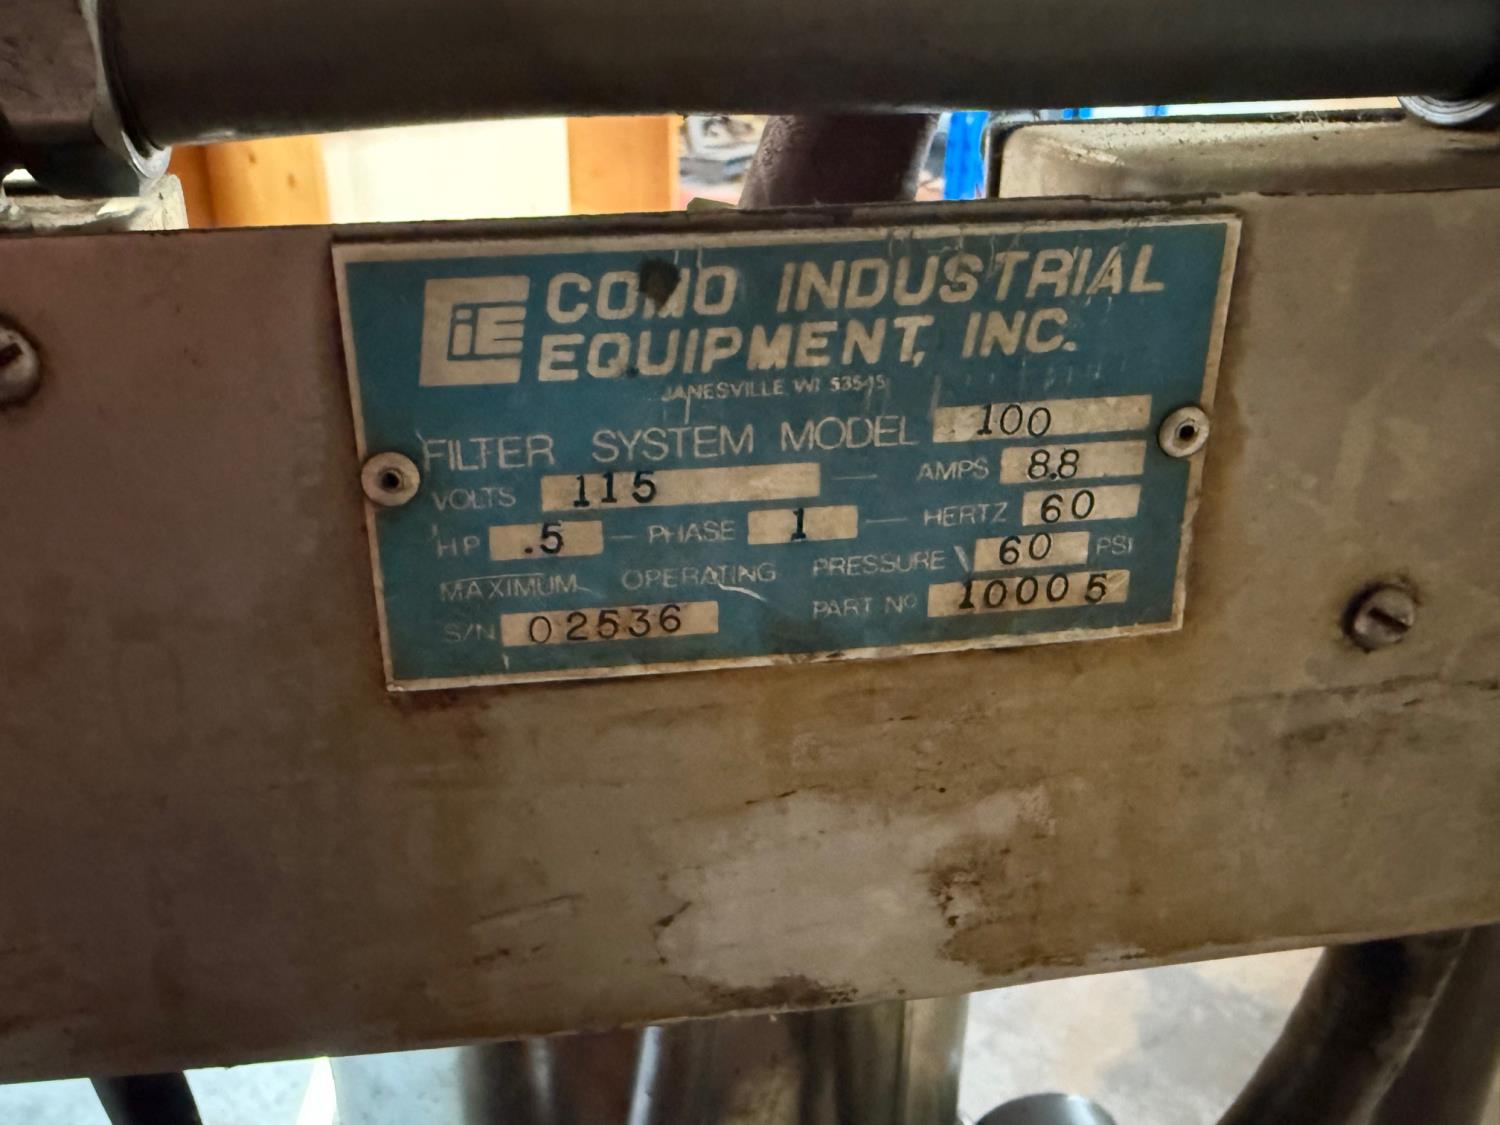 CIE COMO INDUSTRIAL
EQUIPMENT, INC.
JANESVILLE WI 53545
FILTER SYSTEM MODEL 100
VOLTS 115 — AMPS 8.8
HP .5 — PHASE 1 — HERTZ 60
MAXIMUM OPERATING PRESSURE 60 PSI
S/N 02536 PART NO 10005